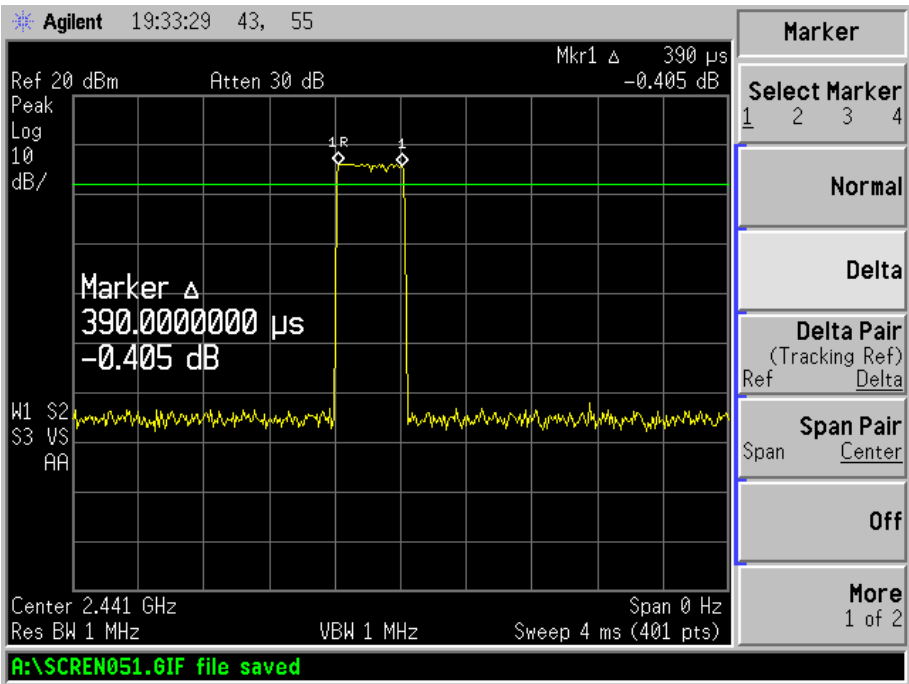 Agilent 19:33:29 43, 55
Mkr1 Δ 390 µs
Ref 20 dBm Atten 30 dB -0.405 dB
Peak
Log
10
dB/
1R 1
Marker Δ
390.0000000 µs
-0.405 dB
W1 S2
S3 VS
AA
Center 2.441 GHz Span 0 Hz
Res BW 1 MHz VBW 1 MHz Sweep 4 ms (401 pts)
A:\SCREN051.GIF file saved
Marker
Select Marker
1 2 3 4
Normal
Delta
Delta Pair
(Tracking Ref)
Ref Delta
Span Pair
Span Center
Off
More
1 of 2